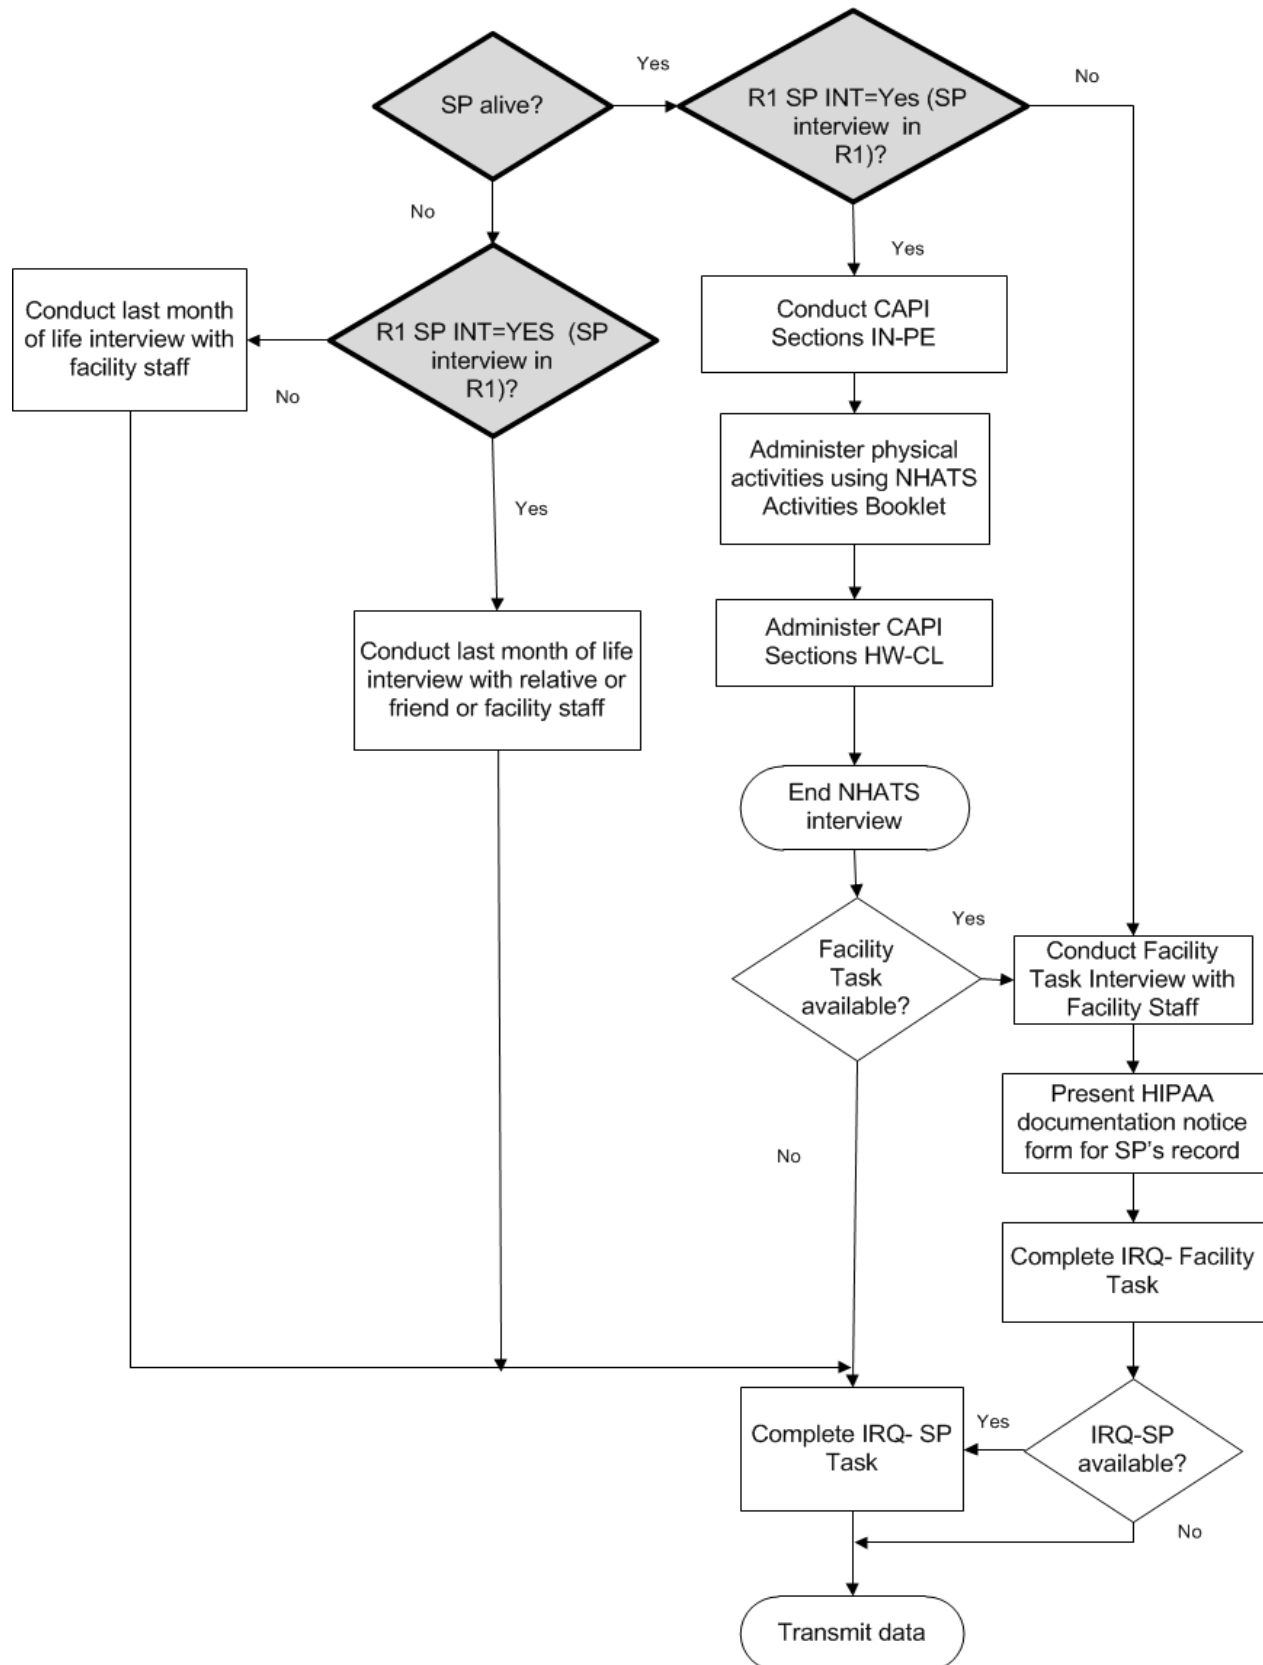 SP alive?
Yes
R1 SP INT=Yes (SP
interview in
R1)?
No
No
Yes
Conduct last month
of life interview with
facility staff
R1 SP INT=YES (SP
interview in
R1)?
No
Yes
Conduct CAPI
Sections IN-PE
Administer physical
activities using NHATS
Activities Booklet
Administer CAPI
Sections HW-CL
Conduct last month of life
interview with relative or
friend or facility staff
End NHATS
interview
Facility
Task
available?
Yes
No
Conduct Facility
Task Interview with
Facility Staff
Present HIPAA
documentation notice
form for SP's record
Complete IRQ- Facility
Task
IRQ-SP
available?
Yes
No
Complete IRQ- SP
Task
Transmit data